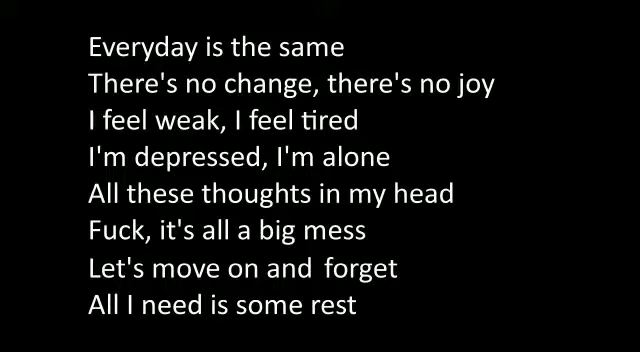 Everyday is the same
There's no change, there's no joy
I feel weak, I feel tired
I'm depressed, I'm alone
All these thoughts in my head
Fuck, it's all a big mess
Let's move on and forget
All I need is some rest